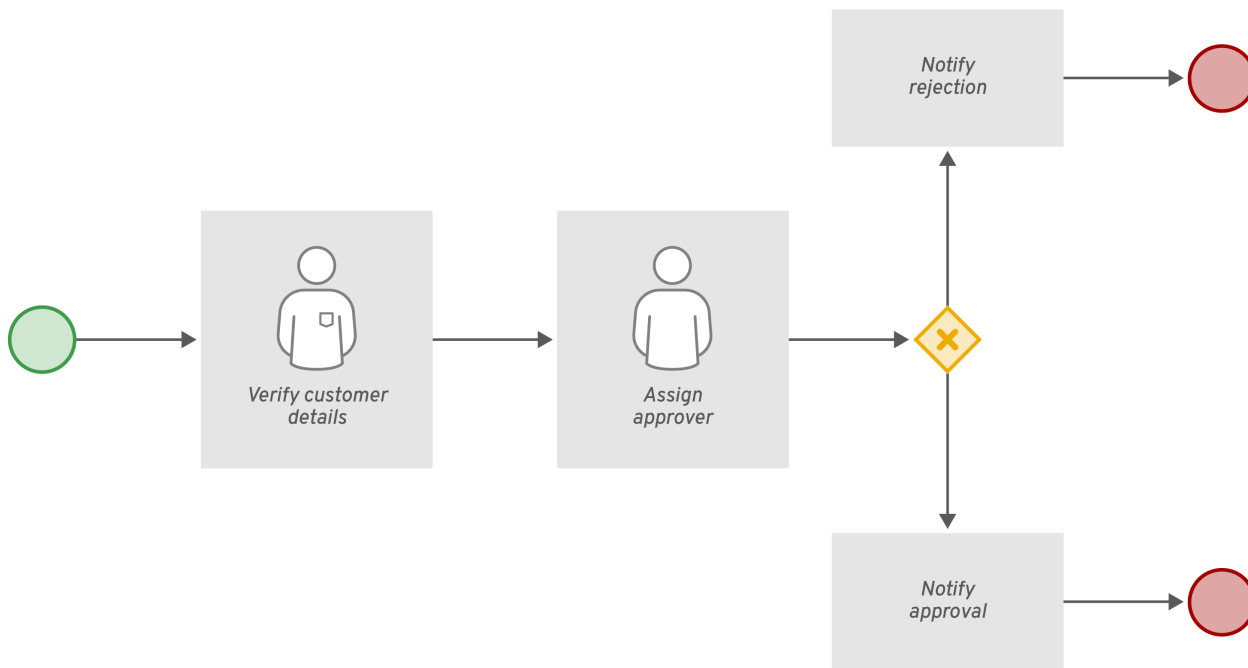 Notify
rejection
Verify customer
details
Assign
approver
Notify
approval